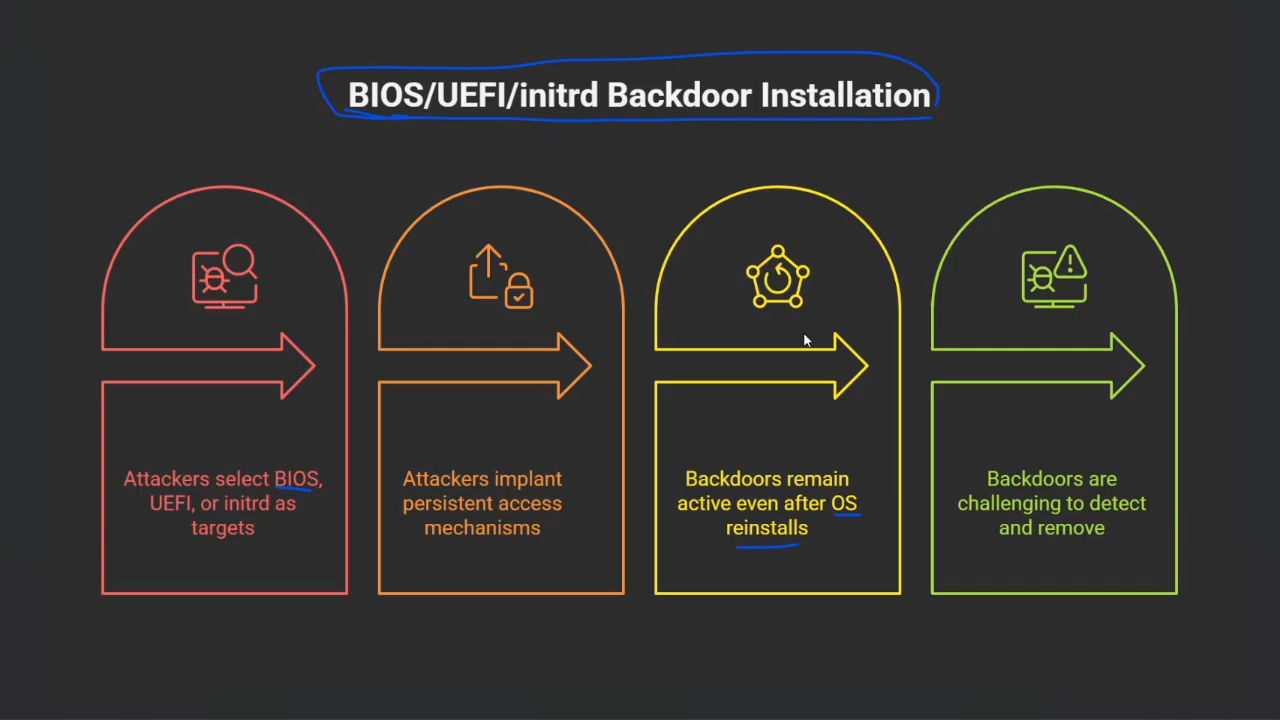 BIOS/UEFI/initrd Backdoor Installation
Attackers select BIOS,
UEFI, or initrd as
targets
Attackers implant
persistent access
mechanisms
Backdoors remain
active even after OS
reinstalls
Backdoors are
challenging to detect
and remove